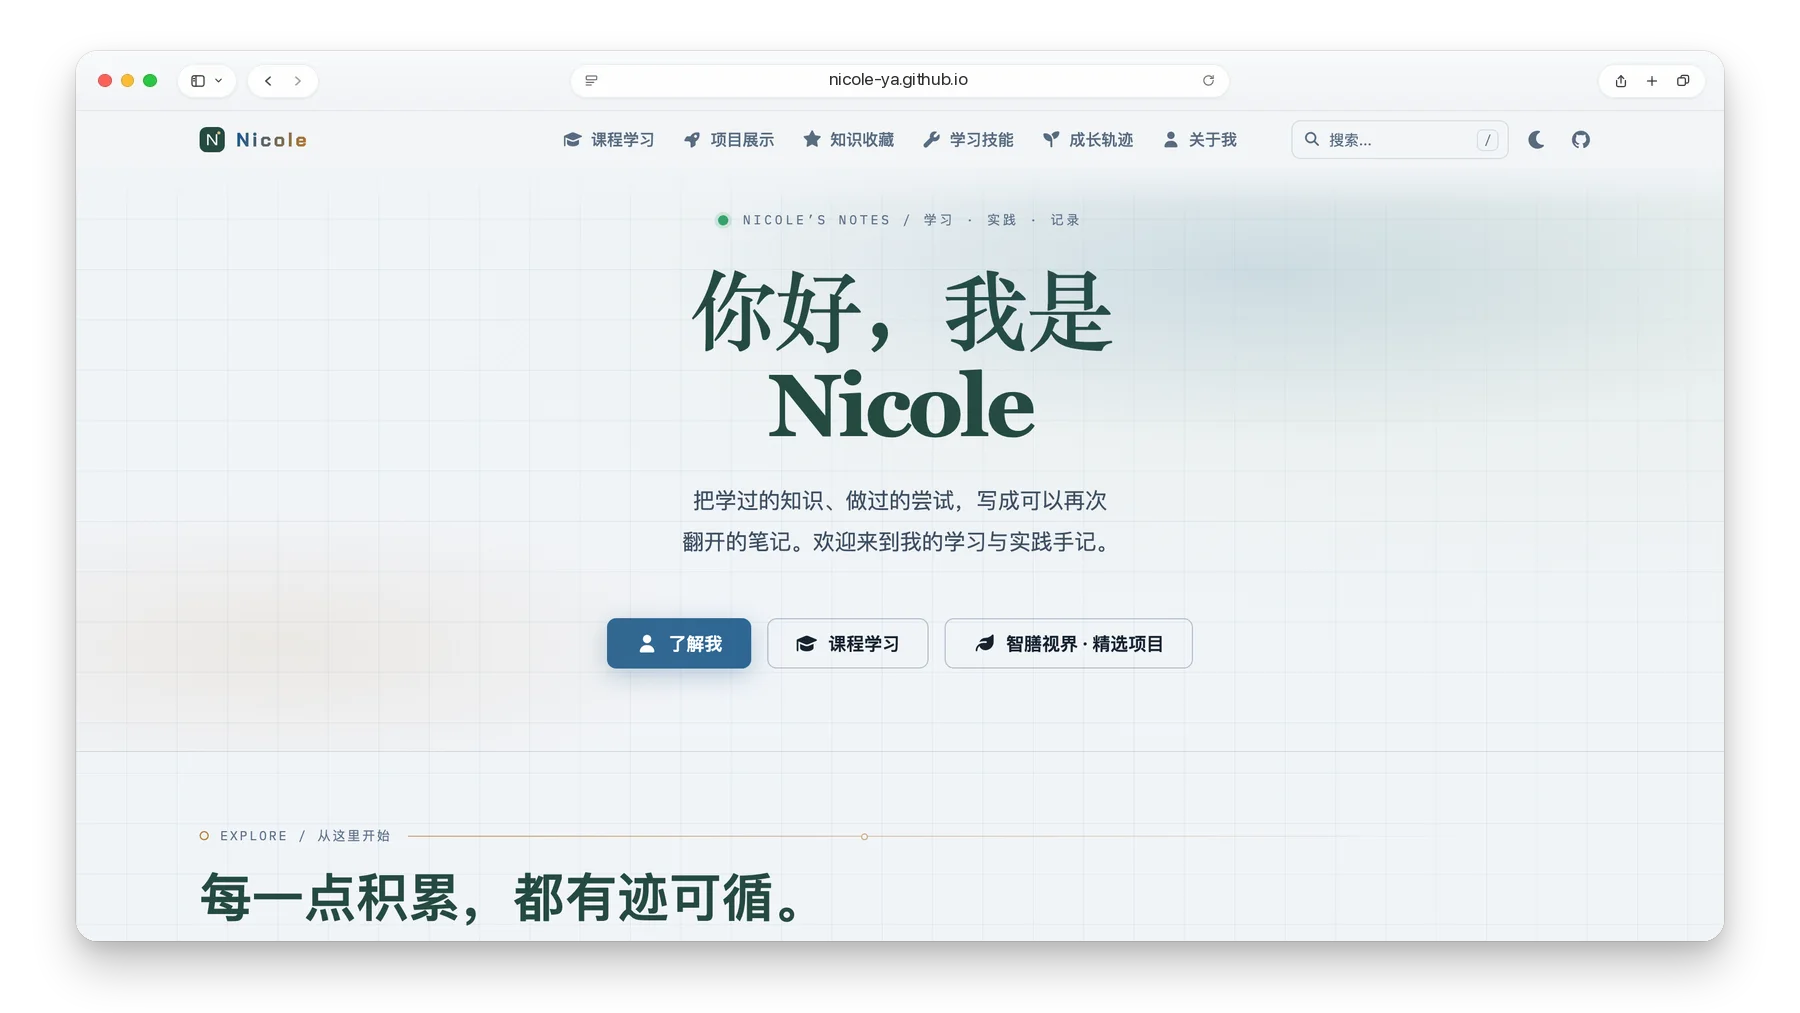 nicole-ya.github.io
Nicole
课程学习
项目展示
知识收藏
学习技能
成长轨迹
关于我
搜索...
/
NICOLE'S NOTES / 学习 · 实践 · 记录
你好，我是
Nicole
把学过的知识、做过的尝试，写成可以再次
翻开的笔记。欢迎来到我的学习与实践手记。
了解我
课程学习
智膳视界 · 精选项目
EXPLORE / 从这里开始
每一点积累，都有迹可循。